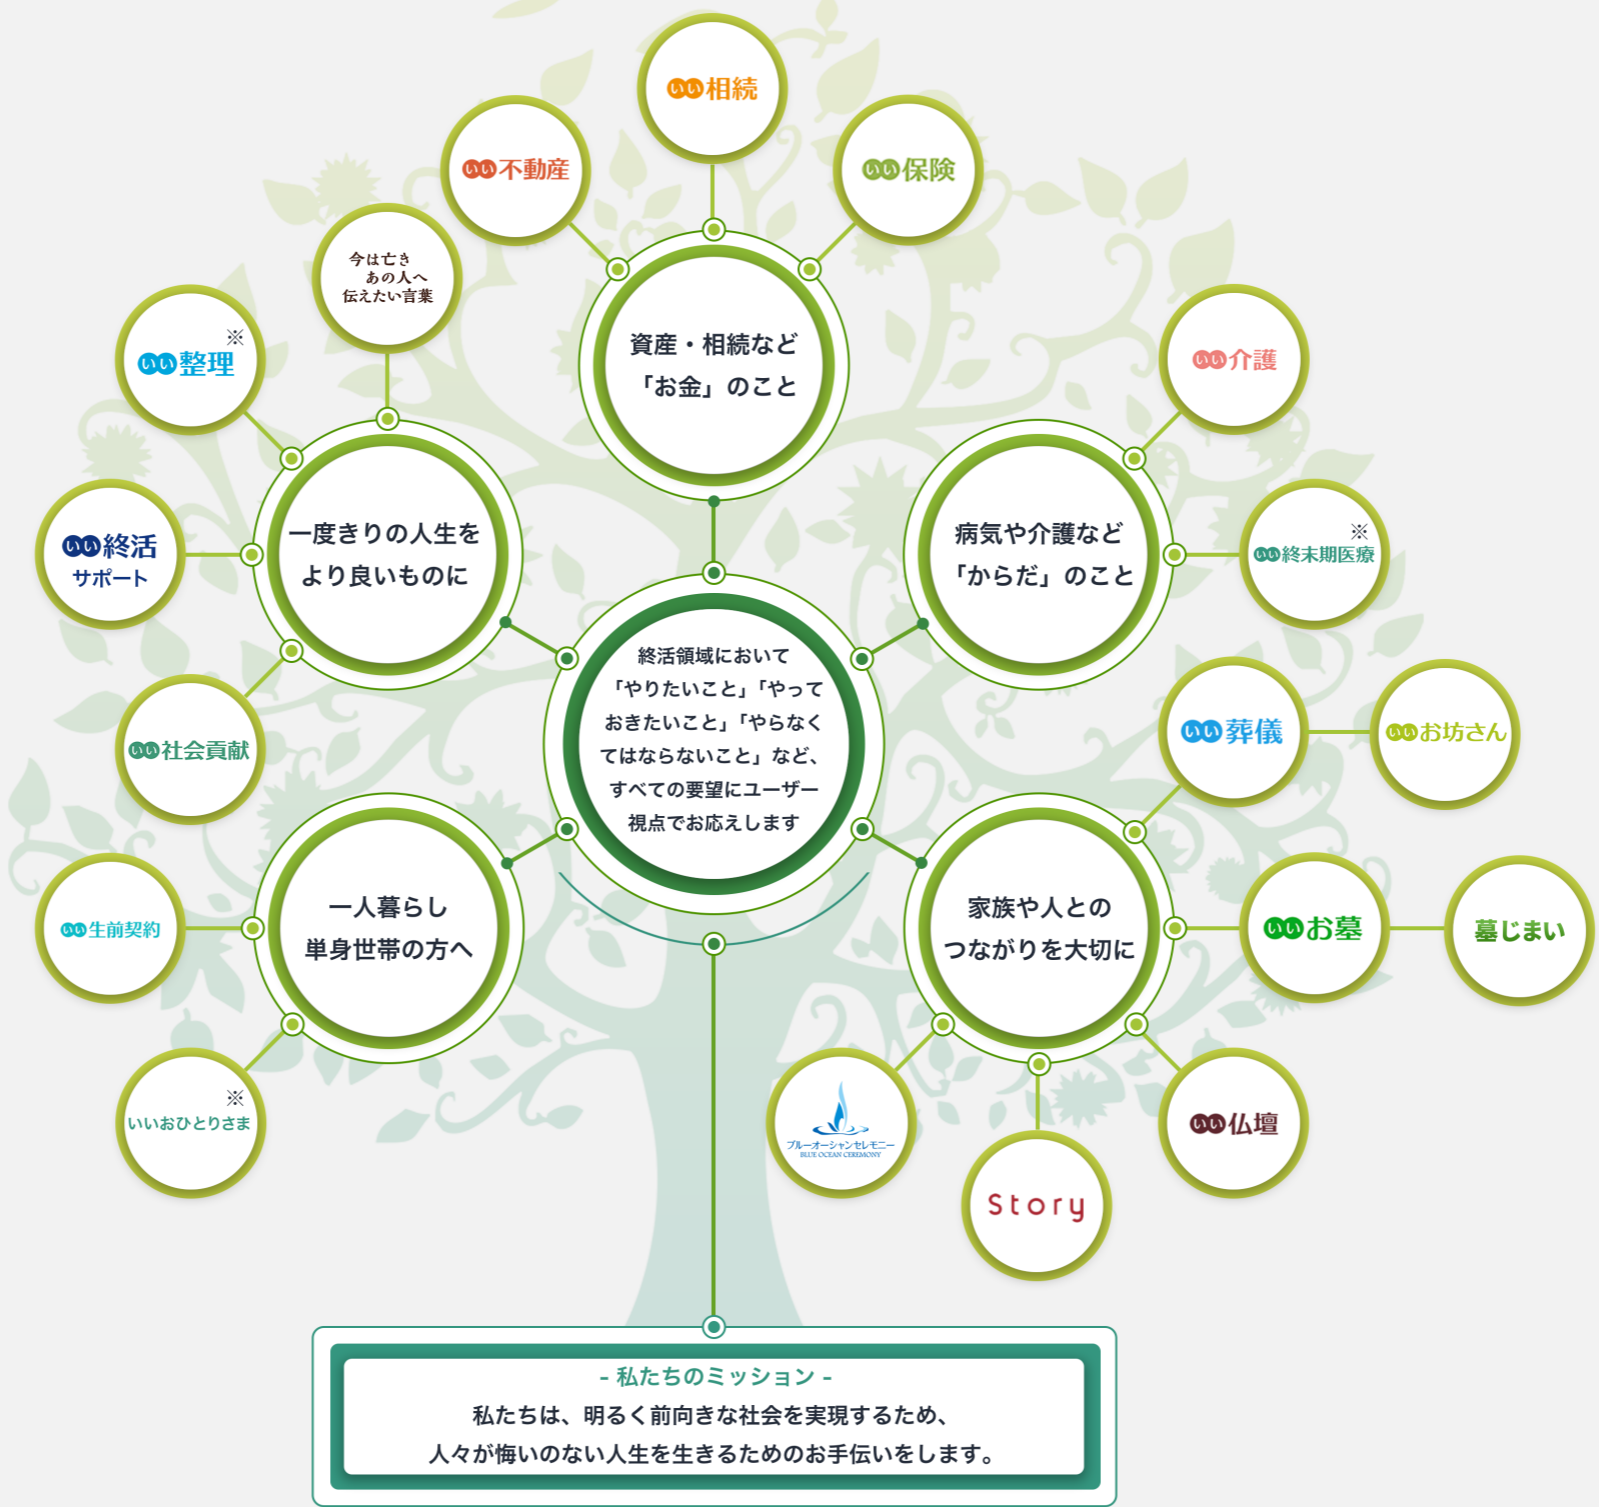 いい相続
いい不動産
いい保険
今は亡き
あの人へ
伝えたい言葉
※
いい整理
資産・相続など
「お金」のこと
いい介護
いい終活
サポート
一度きりの人生を
より良いものに
病気や介護など
「からだ」のこと
※
いい終末期医療
終活領域において
「やりたいこと」「やって
おきたいこと」「やらなく
てはならないこと」など、
すべての要望にユーザー
視点でお応えします
いい社会貢献
いい葬儀
いいお坊さん
いい生前契約
一人暮らし
単身世帯の方へ
家族や人との
つながりを大切に
いいお墓
墓じまい
※
いいおひとりさま
ブルーオーシャンセレモニー
BLUE OCEAN CEREMONY
Story
いい仏壇
- 私たちのミッション -
私たちは、明るく前向きな社会を実現するため、
人々が悔いのない人生を生きるためのお手伝いをします。